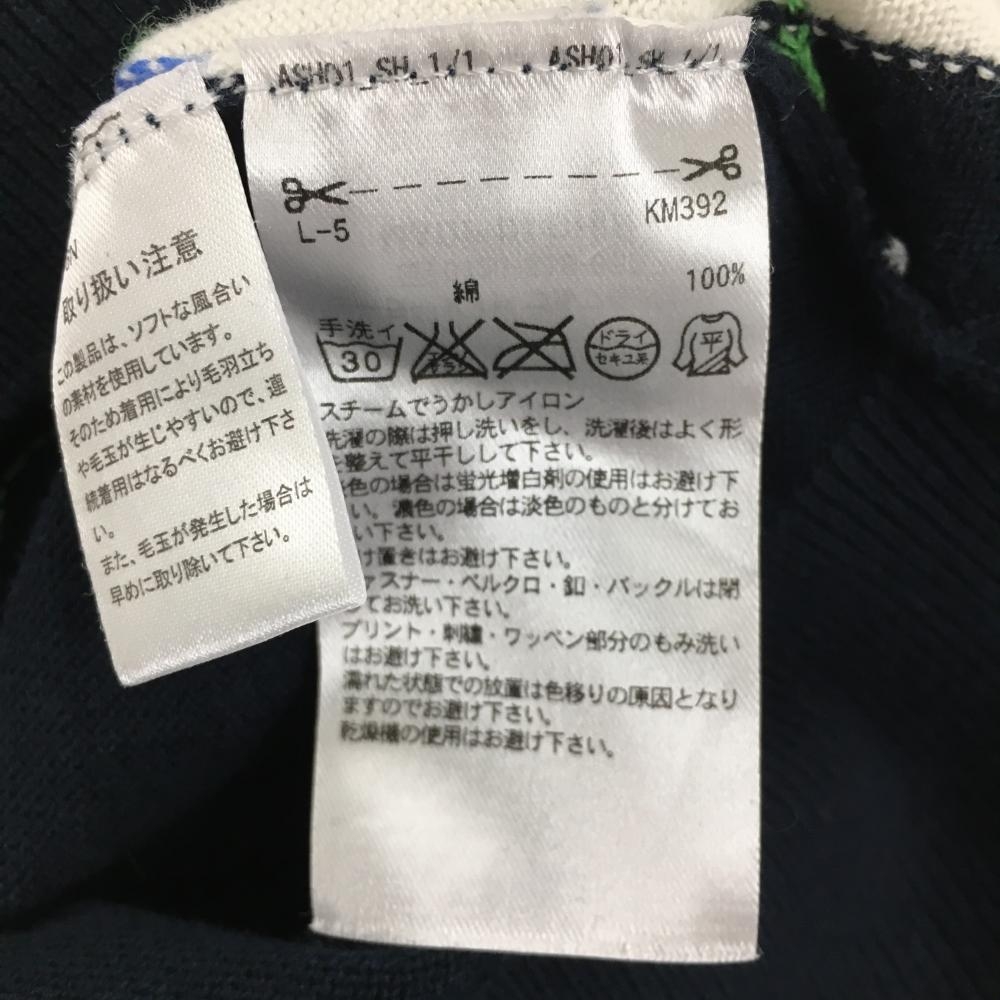 ASH01_SH_1/1 ASH01_SH_1/1
L-5 KM392
綿 100%
手洗イ
30
エンソ
サラシ
ドライ
セキユ系
平
スチームでうかしアイロン
洗濯の際は押し洗いをし、洗濯後はよく形
を整えて平干しして下さい。
色の場合は蛍光増白剤の使用はお避け下
い。濃色の場合は淡色のものと分けてお
い下さい。
け置きはお避け下さい。
ァスナー・ベルクロ・釦・バックルは閉
てお洗い下さい。
プリント・刺繍・ワッペン部分のもみ洗い
はお避け下さい。
濡れた状態での放置は色移りの原因となり
ますのでお避け下さい。
乾燥機の使用はお避け下さい。
取り扱い注意
この製品は、ソフトな風合い
の素材を使用しています。
そのため着用により毛羽立ち
や毛玉が生じやすいので、連
続着用はなるべくお避け下さ
い。
また、毛玉が発生した場合は
早めに取り除いて下さい。